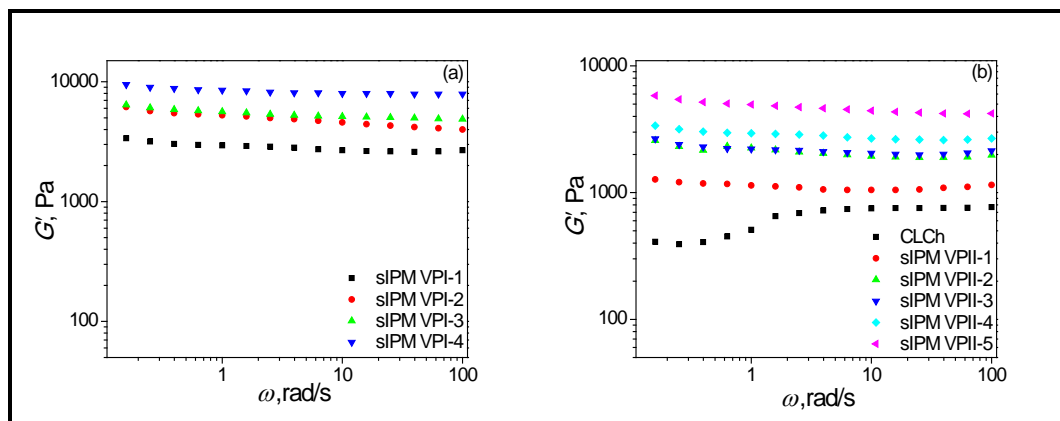 (a)
10000
1000
100
G', Pa
sIPM VPI-1
sIPM VPI-2
sIPM VPI-3
sIPM VPI-4
1
10
100
ω,rad/s
(b)
10000
1000
100
G', Pa
CLCh
sIPM VPII-1
sIPM VPII-2
sIPM VPII-3
sIPM VPII-4
sIPM VPII-5
1
10
100
ω,rad/s